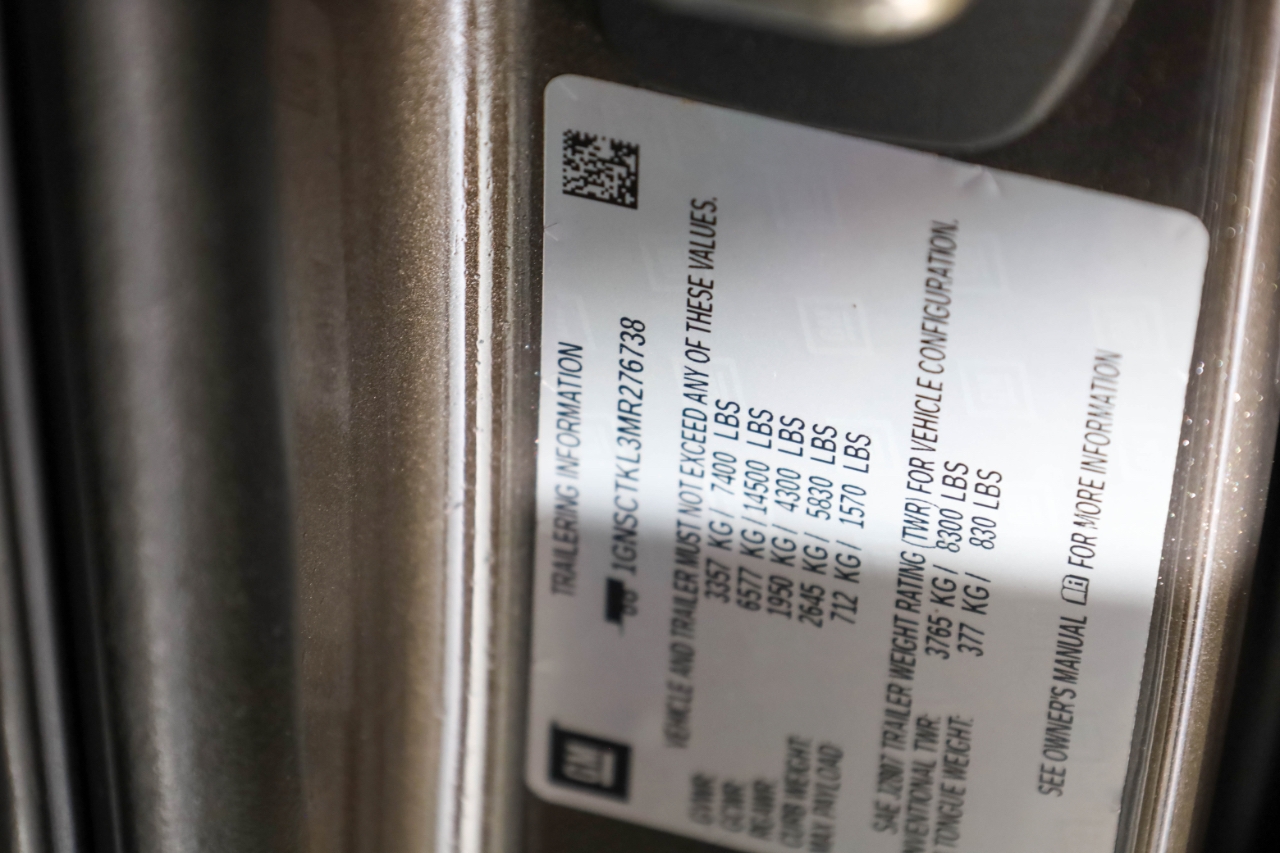 TRAILERING INFORMATION
GM
1GNSCTKL3MR276738
VEHICLE AND TRAILER MUST NOT EXCEED ANY OF THESE VALUES.
GVWR: 3357 KG / 7400 LBS
GCWR: 6577 KG / 14500 LBS
RGAWR: 1950 KG / 4300 LBS
CURB WEIGHT: 2645 KG / 5830 LBS
MAX PAYLOAD 712 KG / 1570 LBS
SAE J2807 TRAILER WEIGHT RATING (TWR) FOR VEHICLE CONFIGURATION.
NVENTIONAL TWR: 3765 KG / 8300 LBS
TONGUE WEIGHT: 377 KG / 830 LBS
SEE OWNER'S MANUAL FOR MORE INFORMATION